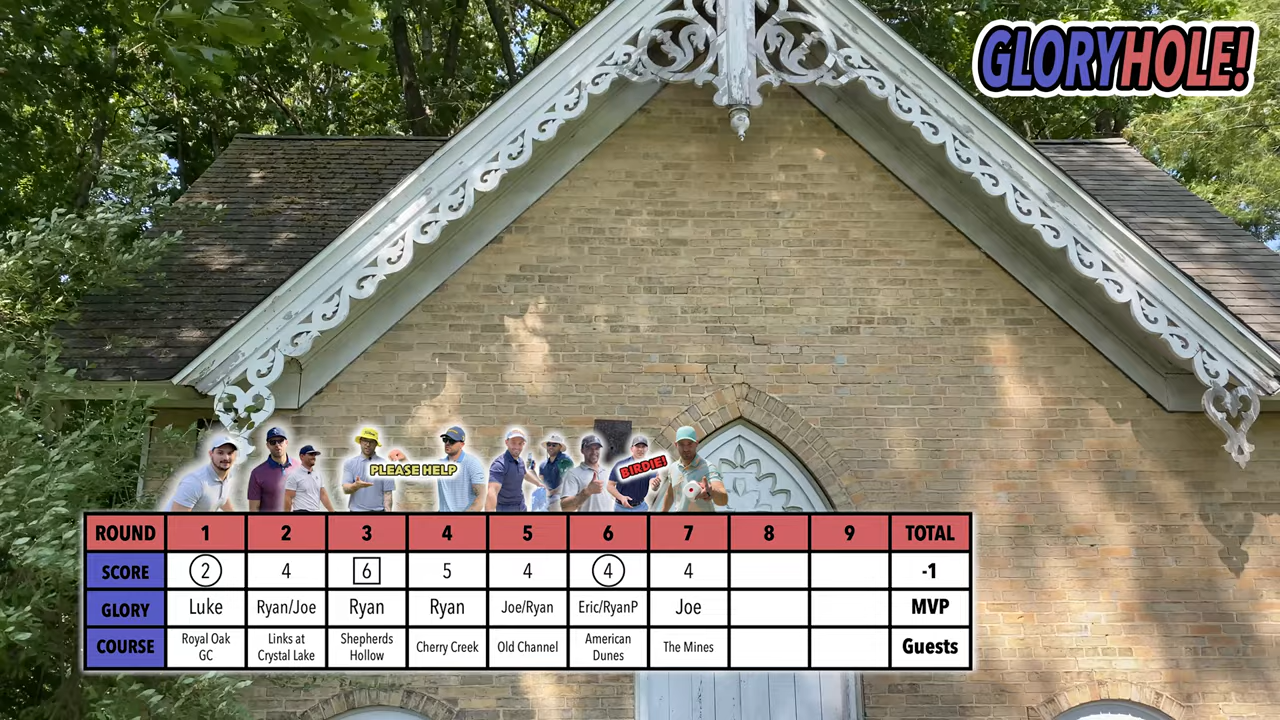 GLORYHOLE!
PLEASE HELP
BIRDIE!
ROUND 1 2 3 4 5 6 7 8 9 TOTAL
SCORE 2 4 6 5 4 4 4 -1
GLORY Luke Ryan/Joe Ryan Ryan Joe/Ryan Eric/RyanP Joe MVP
COURSE Royal Oak GC Links at Crystal Lake Shepherds Hollow Cherry Creek Old Channel American Dunes The Mines Guests